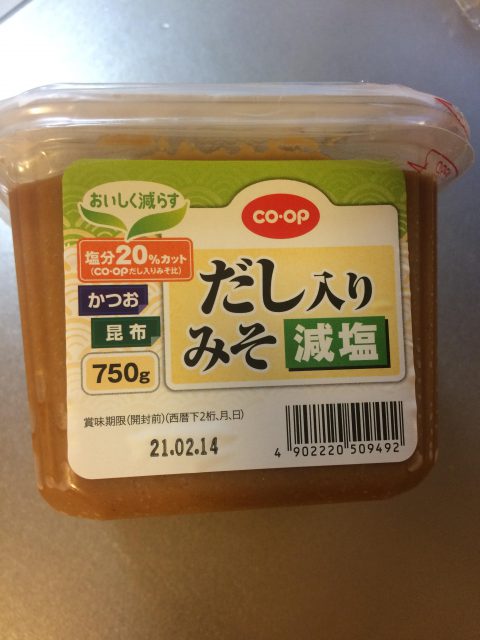 おいしく減らす
CO·OP
塩分20%カット
(CO·OPだし入りみそ比)
かつお
昆布
750g
だし入り
みそ 減塩
賞味期限(開封前)(西暦下2桁、月、日)
21.02.14
4 902220 509492